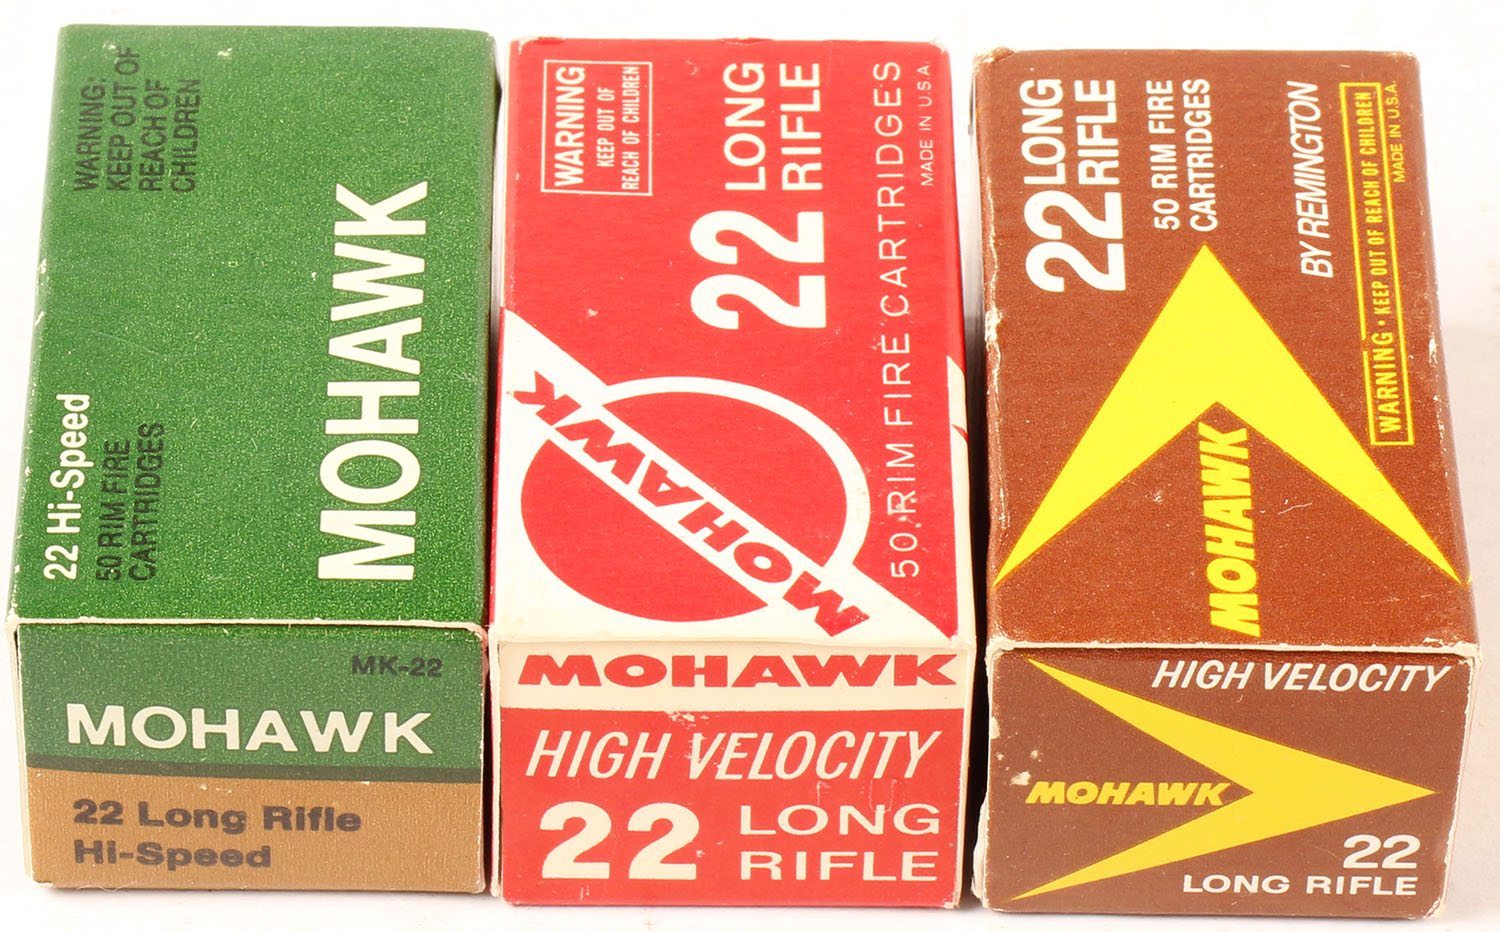 WARNING:
KEEP OUT OF
REACH OF
CHILDREN
22 Hi-Speed
50 RIM FIRE
CARTRIDGES
MOHAWK
MK-22
MOHAWK
22 Long Rifle
Hi-Speed
WARNING
KEEP OUT OF
REACH OF CHILDREN
22 LONG
RIFLE
50 RIM FIRE CARTRIDGES
MADE IN U.S.A.
MOHAWK
MOHAWK
HIGH VELOCITY
22 LONG
RIFLE
22 LONG
RIFLE
50 RIM FIRE
CARTRIDGES
BY REMINGTON
WARNING • KEEP OUT OF REACH OF CHILDREN
MADE IN U.S.A.
MOHAWK
HIGH VELOCITY
MOHAWK
22
LONG RIFLE